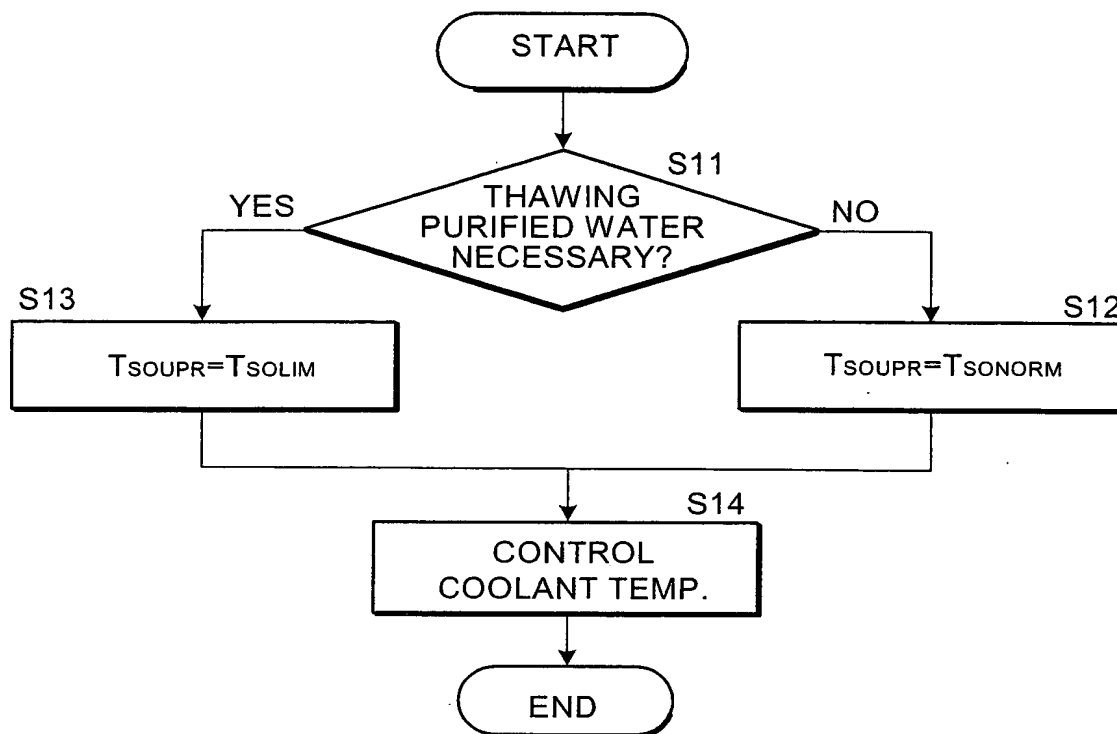 START
S11
THAWING
PURIFIED WATER
NECESSARY?
YES
NO
S13
TSOUPR=TSOLIM
S12
TSOUPR=TSONORM
S14
CONTROL
COOLANT TEMP.
END